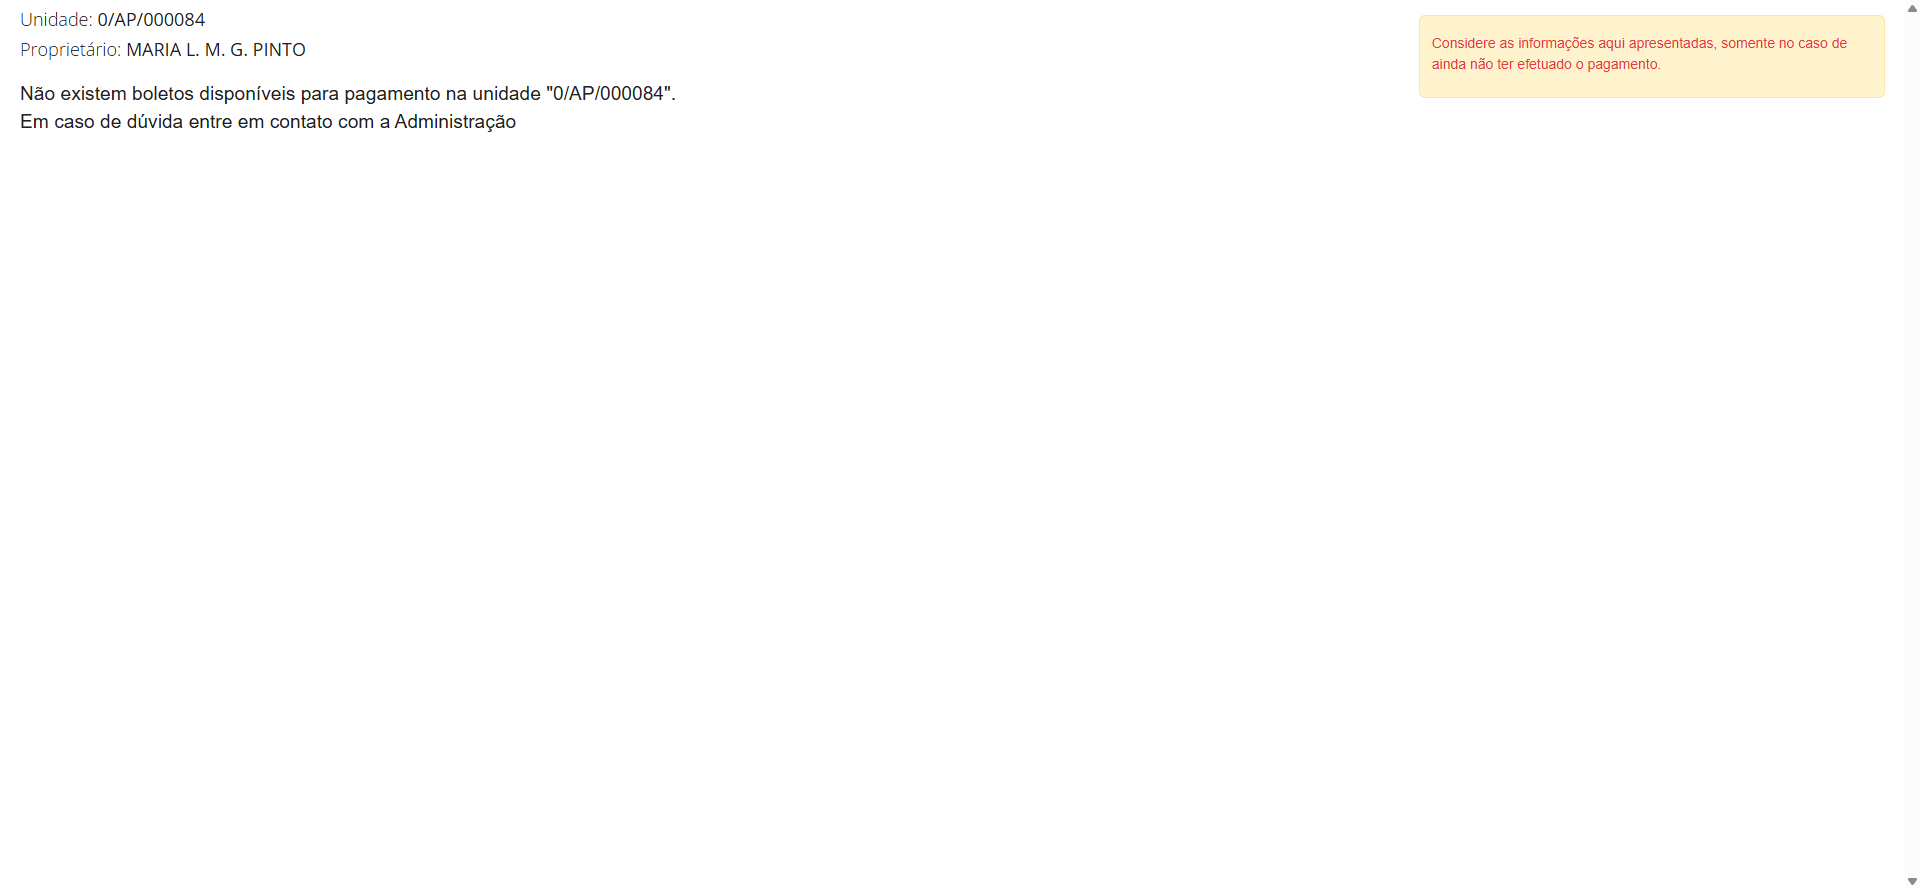 Unidade: 0/AP/000084
Proprietário: MARIA L. M. G. PINTO
Não existem boletos disponíveis para pagamento na unidade "0/AP/000084".
Em caso de dúvida entre em contato com a Administração
Considere as informações aqui apresentadas, somente no caso de
ainda não ter efetuado o pagamento.